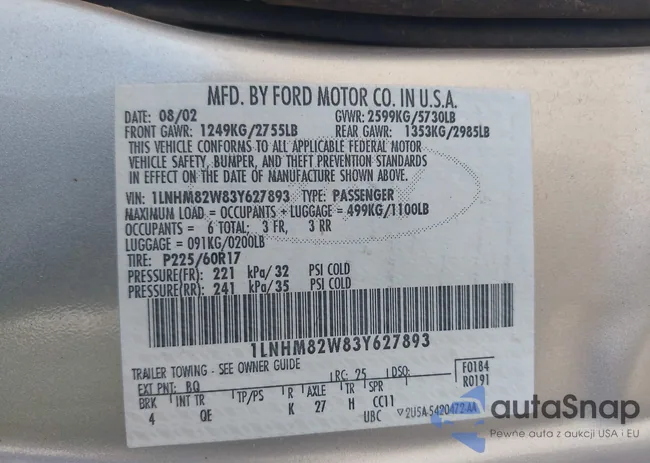 MFD. BY FORD MOTOR CO. IN U.S.A.
DATE: 08/02 GVWR: 2599KG/5730LB
FRONT GAWR: 1249KG/2755LB REAR GAWR: 1353KG/2985LB
THIS VEHICLE CONFORMS TO ALL APPLICABLE FEDERAL MOTOR
VEHICLE SAFETY, BUMPER, AND THEFT PREVENTION STANDARDS
IN EFFECT ON THE DATE OF MANUFACTURE SHOWN ABOVE.
VIN: 1LNHM82W83Y627893 TYPE: PASSENGER
MAXIMUM LOAD = OCCUPANTS + LUGGAGE = 499KG/1100LB
OCCUPANTS = 6 TOTAL; 3 FR, 3 RR
LUGGAGE = 091KG/0200LB
TIRE: P225/60R17
PRESSURE(FR): 221 kPa/32 PSI COLD
PRESSURE(RR): 241 kPa/35 PSI COLD
1LNHM82W83Y627893
TRAILER TOWING - SEE OWNER GUIDE
EXT PNT: BQ RC: 25 DSO: F0184
R0191
BRK INT TR TP/PS R AXLE TR SPR
4 QE K 27 H CC11
UBC ▽2U5A-5420472-AA
autaSnap
Pewne auta z aukcji USA i EU